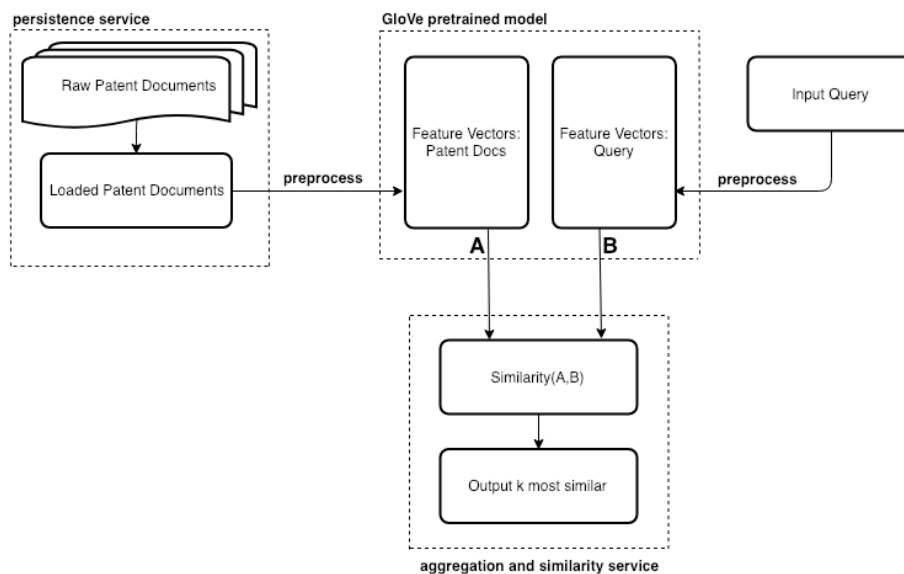 persistence service
GloVe pretrained model
Raw Patent Documents
Feature Vectors:
Patent Docs
Feature Vectors:
Query
Input Query
Loaded Patent Documents
preprocess
preprocess
A
B
Similarity(A,B)
Output k most similar
aggregation and similarity service